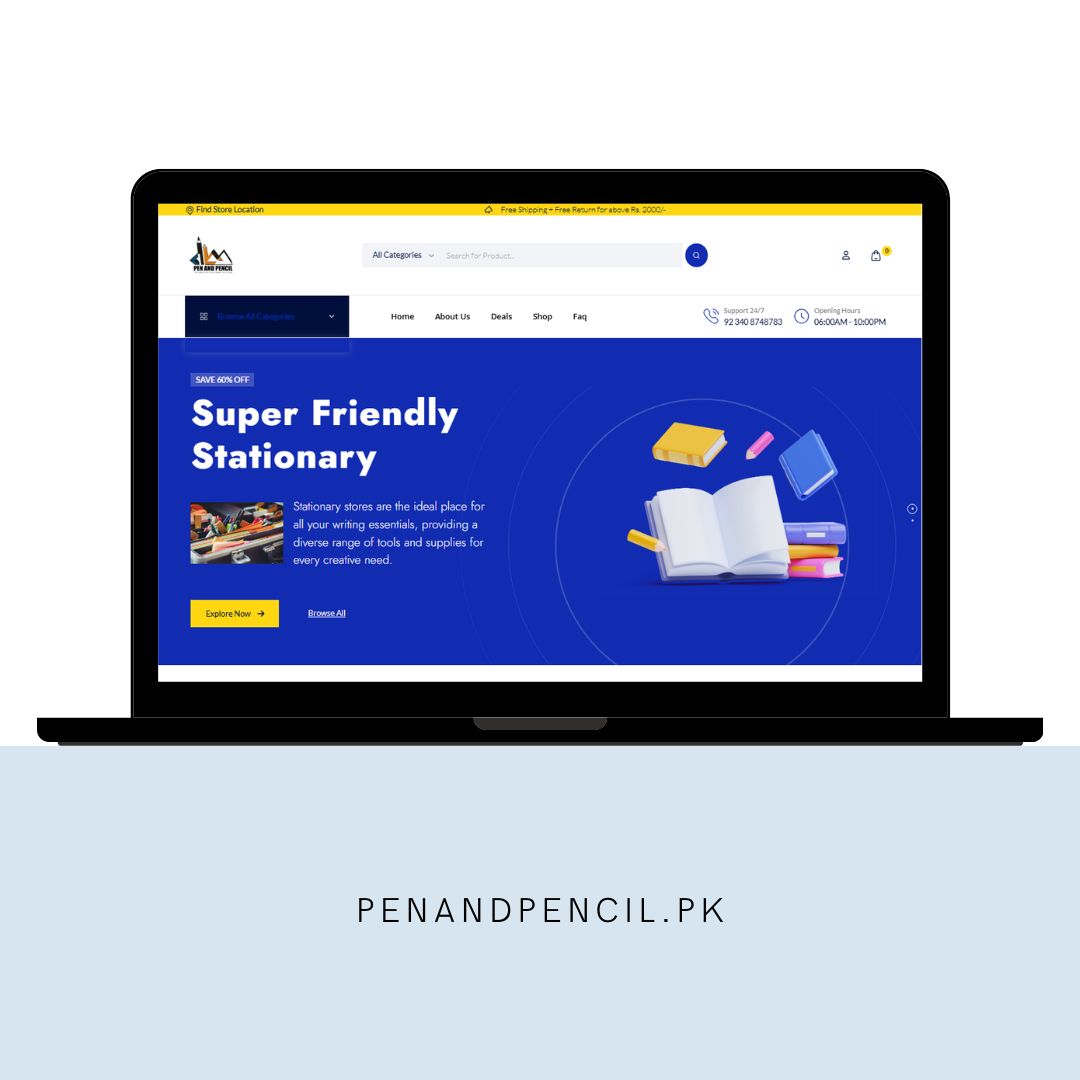 Find Store Location
Free Shipping + Free Return for above Rs. 2000/-
PEN AND PENCIL
All Categories
Search for Product...
0
Browse All Categories
Home
About Us
Deals
Shop
Faq
Support 24/7
92 340 8748783
Opening Hours
06:00AM - 10:00PM
SAVE 60% OFF
Super Friendly
Stationary
Stationary stores are the ideal place for
all your writing essentials, providing a
diverse range of tools and supplies for
every creative need.
Explore Now
Browse All
PENANDPENCIL.PK